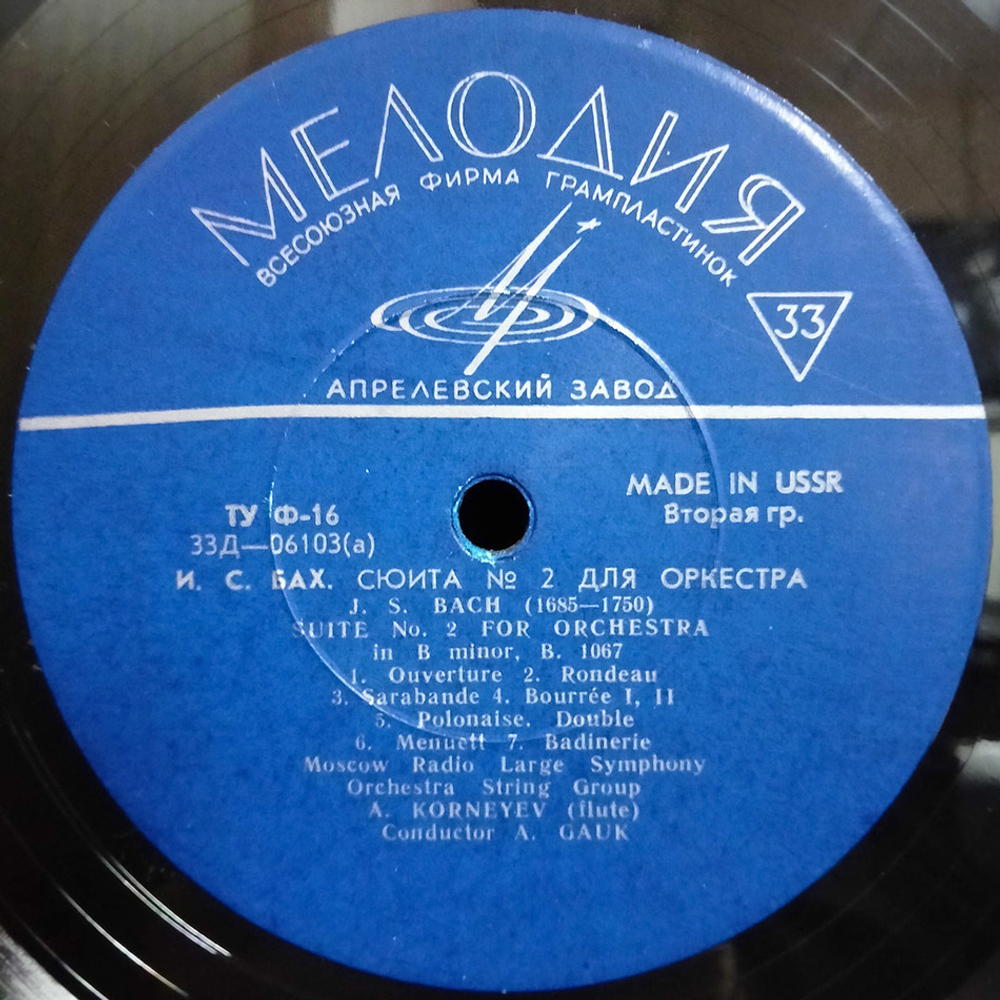 МЕЛОДИЯ
ВСЕСОЮЗНАЯ ФИРМА ГРАМПЛАСТИНОК
33
АПРЕЛЕВСКИЙ ЗАВОД
MADE IN USSR
Вторая гр.
ТУ Ф-16
33Д—06103(а)
И. С. БАХ. СЮИТА № 2 ДЛЯ ОРКЕСТРА
J. S. BACH (1685—1750)
SUITE No. 2 FOR ORCHESTRA
in B minor, B. 1067
1. Ouverture 2. Rondeau
3. Sarabande 4. Bourrée I, II
5. Polonaise. Double
6. Menuett 7. Badinerie
Moscow Radio Large Symphony
Orchestra String Group
A. KORNEYEV (flute)
Conductor A. GAUK